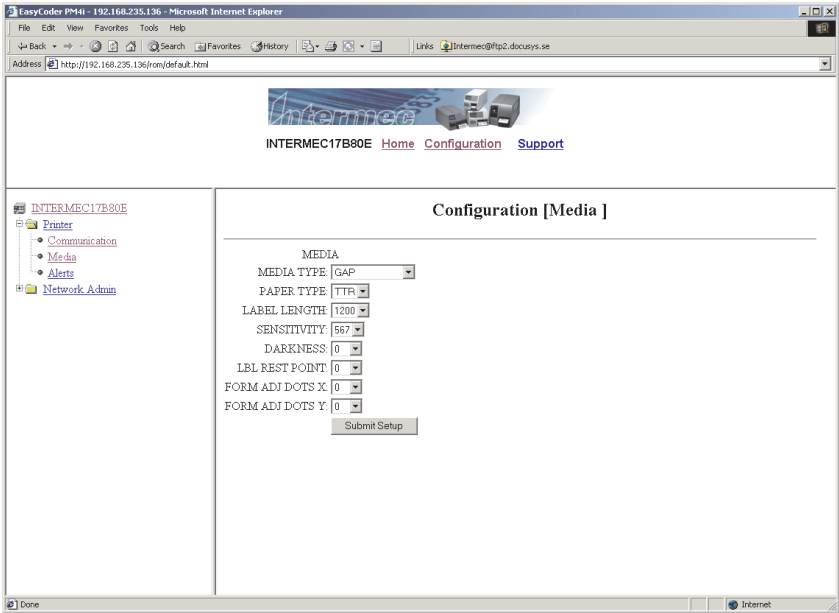 EasyCoder PM4i - 192.168.235.136 - Microsoft Internet Explorer
File Edit View Favorites Tools Help
Back Search Favorites History Links Intermec@ftp2.docusys.se
Address http://192.168.235.136/rom/default.html
Intermec
INTERMEC17B80E Home Configuration Support
INTERMEC17B80E
Printer
Communication
Media
Alerts
Network Admin
Configuration [Media ]
MEDIA
MEDIA TYPE: GAP
PAPER TYPE: TTR
LABEL LENGTH: 1200
SENSITIVITY: 567
DARKNESS: 0
LBL REST POINT: 0
FORM ADJ DOTS X: 0
FORM ADJ DOTS Y: 0
Submit Setup
Done Internet